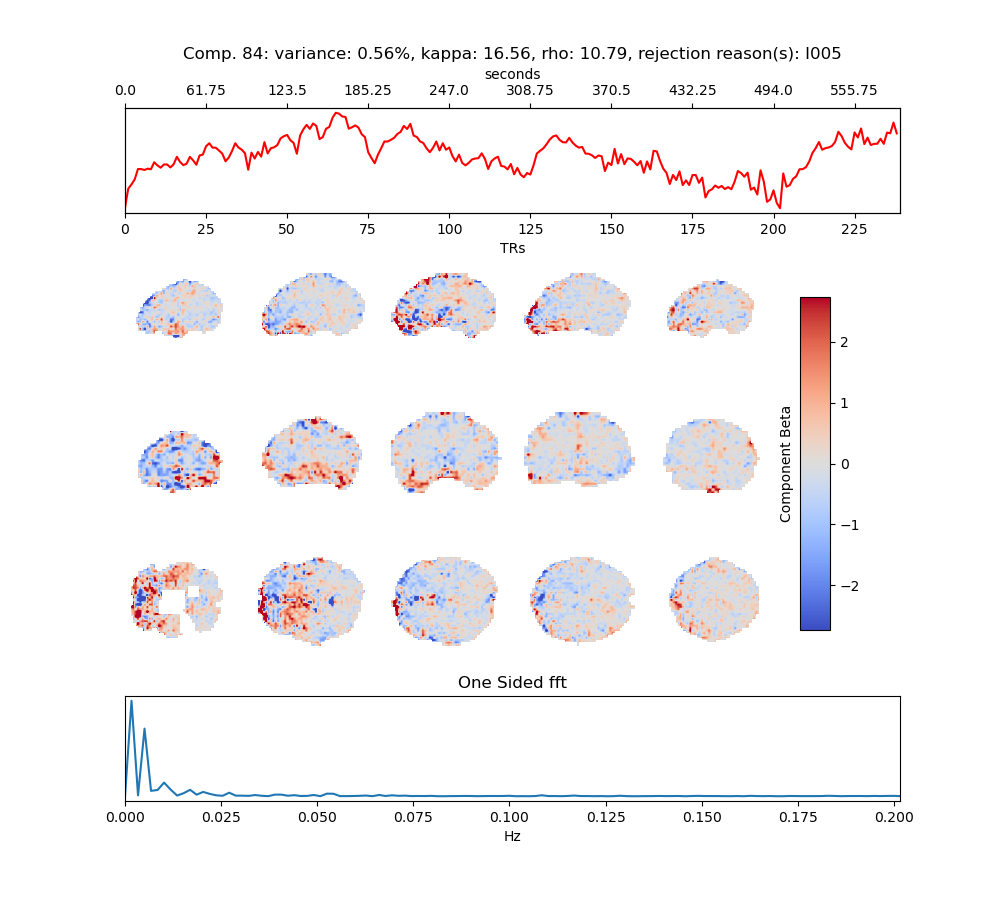 Comp. 84: variance: 0.56%, kappa: 16.56, rho: 10.79, rejection reason(s): I005
seconds
0.0 61.75 123.5 185.25 247.0 308.75 370.5 432.25 494.0 555.75
0 25 50 75 100 125 150 175 200 225
TRs
2
1
0
−1
−2
Component Beta
One Sided fft
0.000 0.025 0.050 0.075 0.100 0.125 0.150 0.175 0.200
Hz